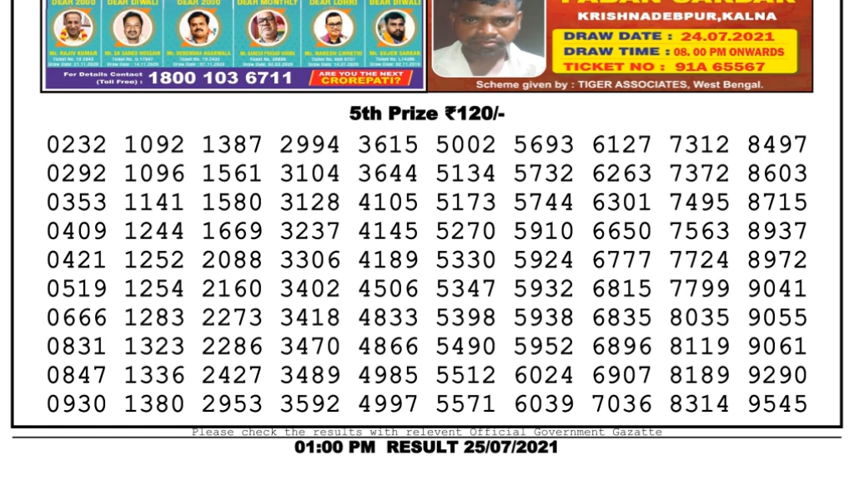 DEAR 2000 DEAR DIWALI DEAR 2000 DEAR MONTHLY DEAR LOHRI DEAR DIWALI
KRISHNADEBPUR,KALNA
DRAW DATE : 24.07.2021
DRAW TIME : 08. 00 PM ONWARDS
TICKET NO : 91A 65567
For Details Contact
(Toll Free) : 1800 103 6711
ARE YOU THE NEXT
CROREPATI?
Scheme given by : TIGER ASSOCIATES, West Bengal.
5th Prize ₹120/-
0232 1092 1387 2994 3615 5002 5693 6127 7312 8497
0292 1096 1561 3104 3644 5134 5732 6263 7372 8603
0353 1141 1580 3128 4105 5173 5744 6301 7495 8715
0409 1244 1669 3237 4145 5270 5910 6650 7563 8937
0421 1252 2088 3306 4189 5330 5924 6777 7724 8972
0519 1254 2160 3402 4506 5347 5932 6815 7799 9041
0666 1283 2273 3418 4833 5398 5938 6835 8035 9055
0831 1323 2286 3470 4866 5490 5952 6896 8119 9061
0847 1336 2427 3489 4985 5512 6024 6907 8189 9290
0930 1380 2953 3592 4997 5571 6039 7036 8314 9545
Please check the results with relevent Official Government Gazatte
01:00 PM RESULT 25/07/2021